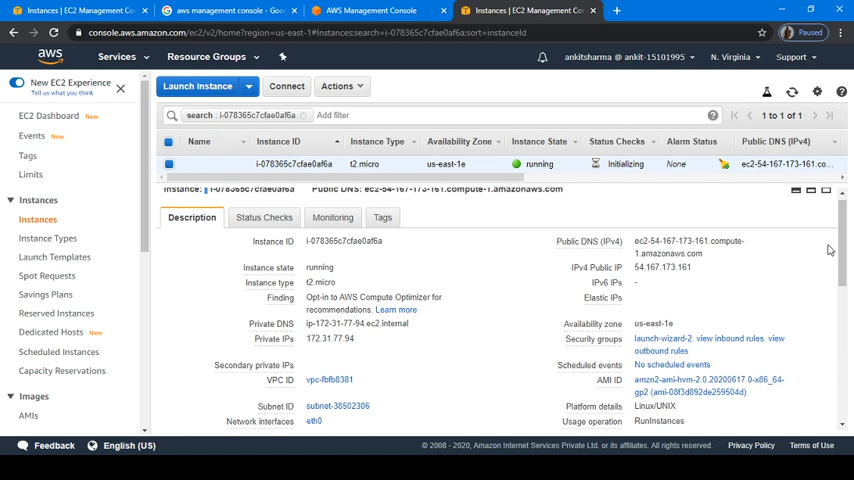 Instances | EC2 Management Co
aws management console - Goo
AWS Management Console
Instances | EC2 Management Co
console.aws.amazon.com/ec2/v2/home?region=us-east-1#Instances:search=i-078365c7cfae0af6a;sort=instanceId
Paused
aws
Services
Resource Groups
ankitsharma @ ankit-15101995
N. Virginia
Support
New EC2 Experience
Tell us what you think
Launch Instance
Connect
Actions
EC2 Dashboard New
Events New
Tags
Limits
Instances
Instances
Instance Types
Launch Templates
Spot Requests
Savings Plans
Reserved Instances
Dedicated Hosts New
Scheduled Instances
Capacity Reservations
Images
AMIs
search : i-078365c7cfae0af6a
Add filter
1 to 1 of 1
Name
Instance ID
Instance Type
Availability Zone
Instance State
Status Checks
Alarm Status
Public DNS (IPv4)
i-078365c7cfae0af6a
t2.micro
us-east-1e
running
Initializing
None
ec2-54-167-173-161.co...
Instance: i-078365c7cfae0af6a
Public DNS: ec2-54-167-173-161.compute-1.amazonaws.com
Description
Status Checks
Monitoring
Tags
Instance ID i-078365c7cfae0af6a
Instance state running
Instance type t2.micro
Finding Opt-in to AWS Compute Optimizer for
recommendations. Learn more
Private DNS ip-172-31-77-94.ec2.internal
Private IPs 172.31.77.94
Secondary private IPs
VPC ID vpc-fbfb8381
Subnet ID subnet-38502306
Network interfaces eth0
Public DNS (IPv4) ec2-54-167-173-161.compute-
1.amazonaws.com
IPv4 Public IP 54.167.173.161
IPv6 IPs -
Elastic IPs
Availability zone us-east-1e
Security groups launch-wizard-2. view inbound rules. view
outbound rules
Scheduled events No scheduled events
AMI ID amzn2-ami-hvm-2.0.20200617.0-x86_64-
gp2 (ami-08f3d892de259504d)
Platform details Linux/UNIX
Usage operation RunInstances
Feedback
English (US)
© 2008 - 2020, Amazon Internet Services Private Ltd. or its affiliates. All rights reserved.
Privacy Policy
Terms of Use